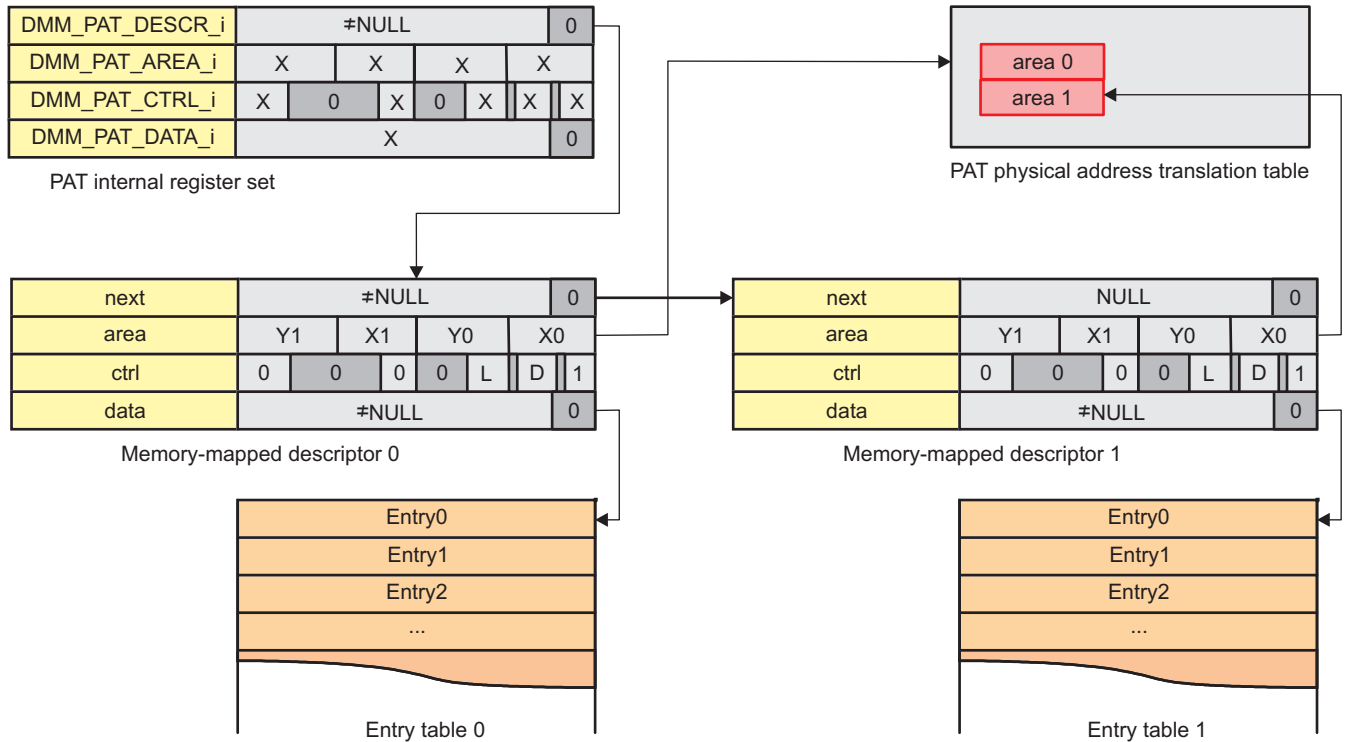 DMM_PAT_DESCR_i ≠NULL 0
DMM_PAT_AREA_i X X X X
DMM_PAT_CTRL_i X 0 X 0 X X X
DMM_PAT_DATA_i X 0
PAT internal register set
area 0
area 1
PAT physical address translation table
next ≠NULL 0
area Y1 X1 Y0 X0
ctrl 0 0 0 0 L D 1
data ≠NULL 0
Memory-mapped descriptor 0
next NULL 0
area Y1 X1 Y0 X0
ctrl 0 0 0 0 L D 1
data ≠NULL 0
Memory-mapped descriptor 1
Entry0
Entry1
Entry2
...
Entry table 0
Entry0
Entry1
Entry2
...
Entry table 1